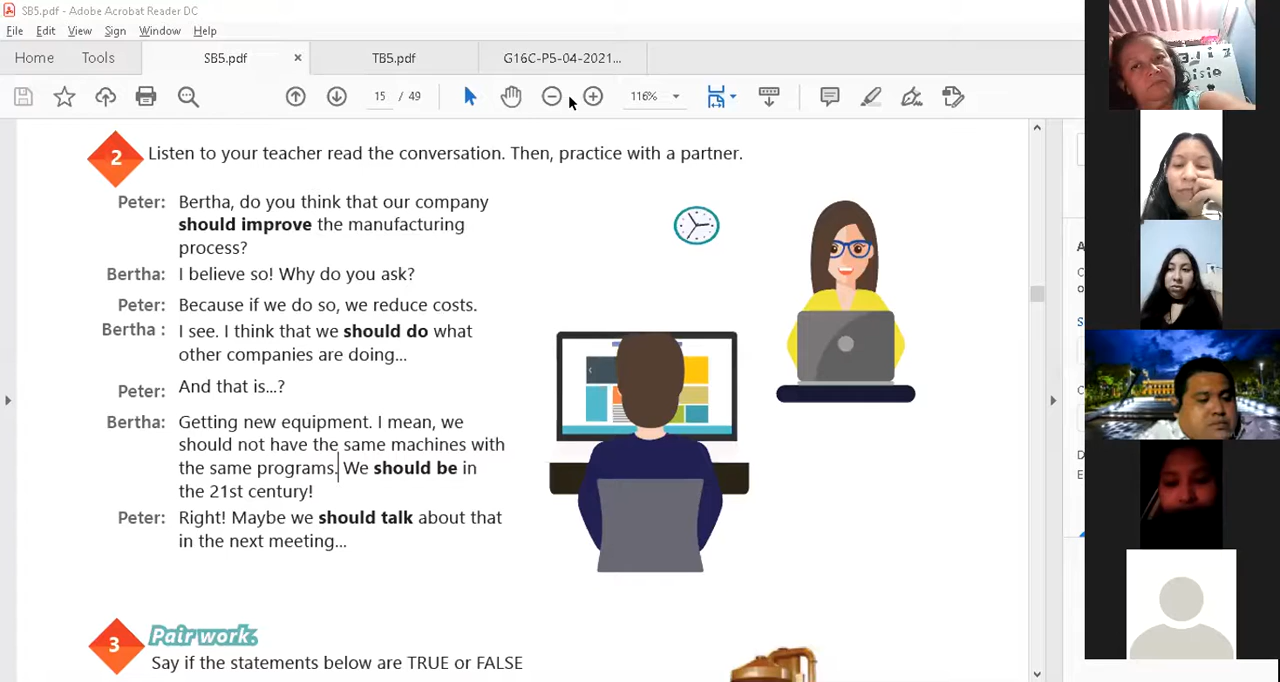 SB5.pdf - Adobe Acrobat Reader DC
File Edit View Sign Window Help
Home Tools SB5.pdf × TB5.pdf G16C-P5-04-2021...
15 / 49 116%
2 Listen to your teacher read the conversation. Then, practice with a partner.
Peter: Bertha, do you think that our company
should improve the manufacturing
process?
Bertha: I believe so! Why do you ask?
Peter: Because if we do so, we reduce costs.
Bertha : I see. I think that we should do what
other companies are doing...
Peter: And that is...?
Bertha: Getting new equipment. I mean, we
should not have the same machines with
the same programs. We should be in
the 21st century!
Peter: Right! Maybe we should talk about that
in the next meeting...
3 Pair work.
Say if the statements below are TRUE or FALSE